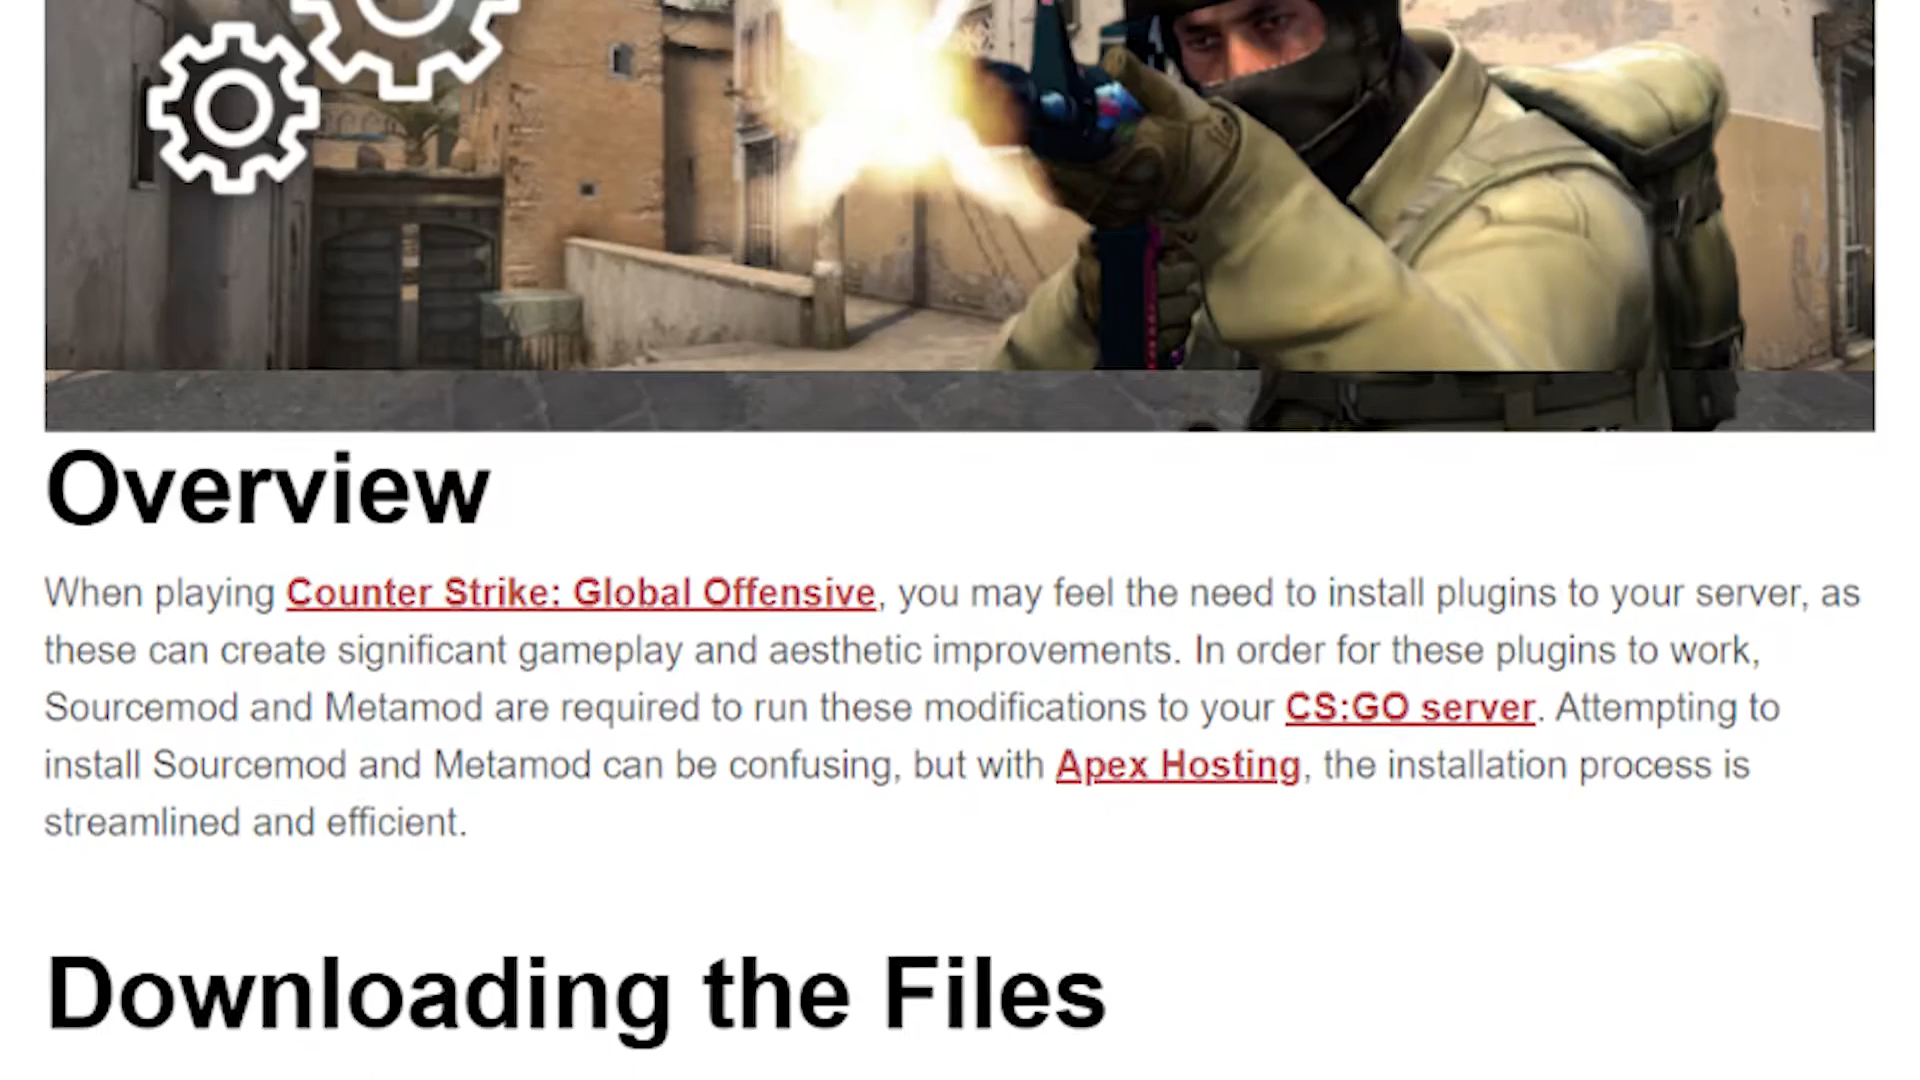 Overview
When playing Counter Strike: Global Offensive, you may feel the need to install plugins to your server, as
these can create significant gameplay and aesthetic improvements. In order for these plugins to work,
Sourcemod and Metamod are required to run these modifications to your CS:GO server. Attempting to
install Sourcemod and Metamod can be confusing, but with Apex Hosting, the installation process is
streamlined and efficient.
Downloading the Files